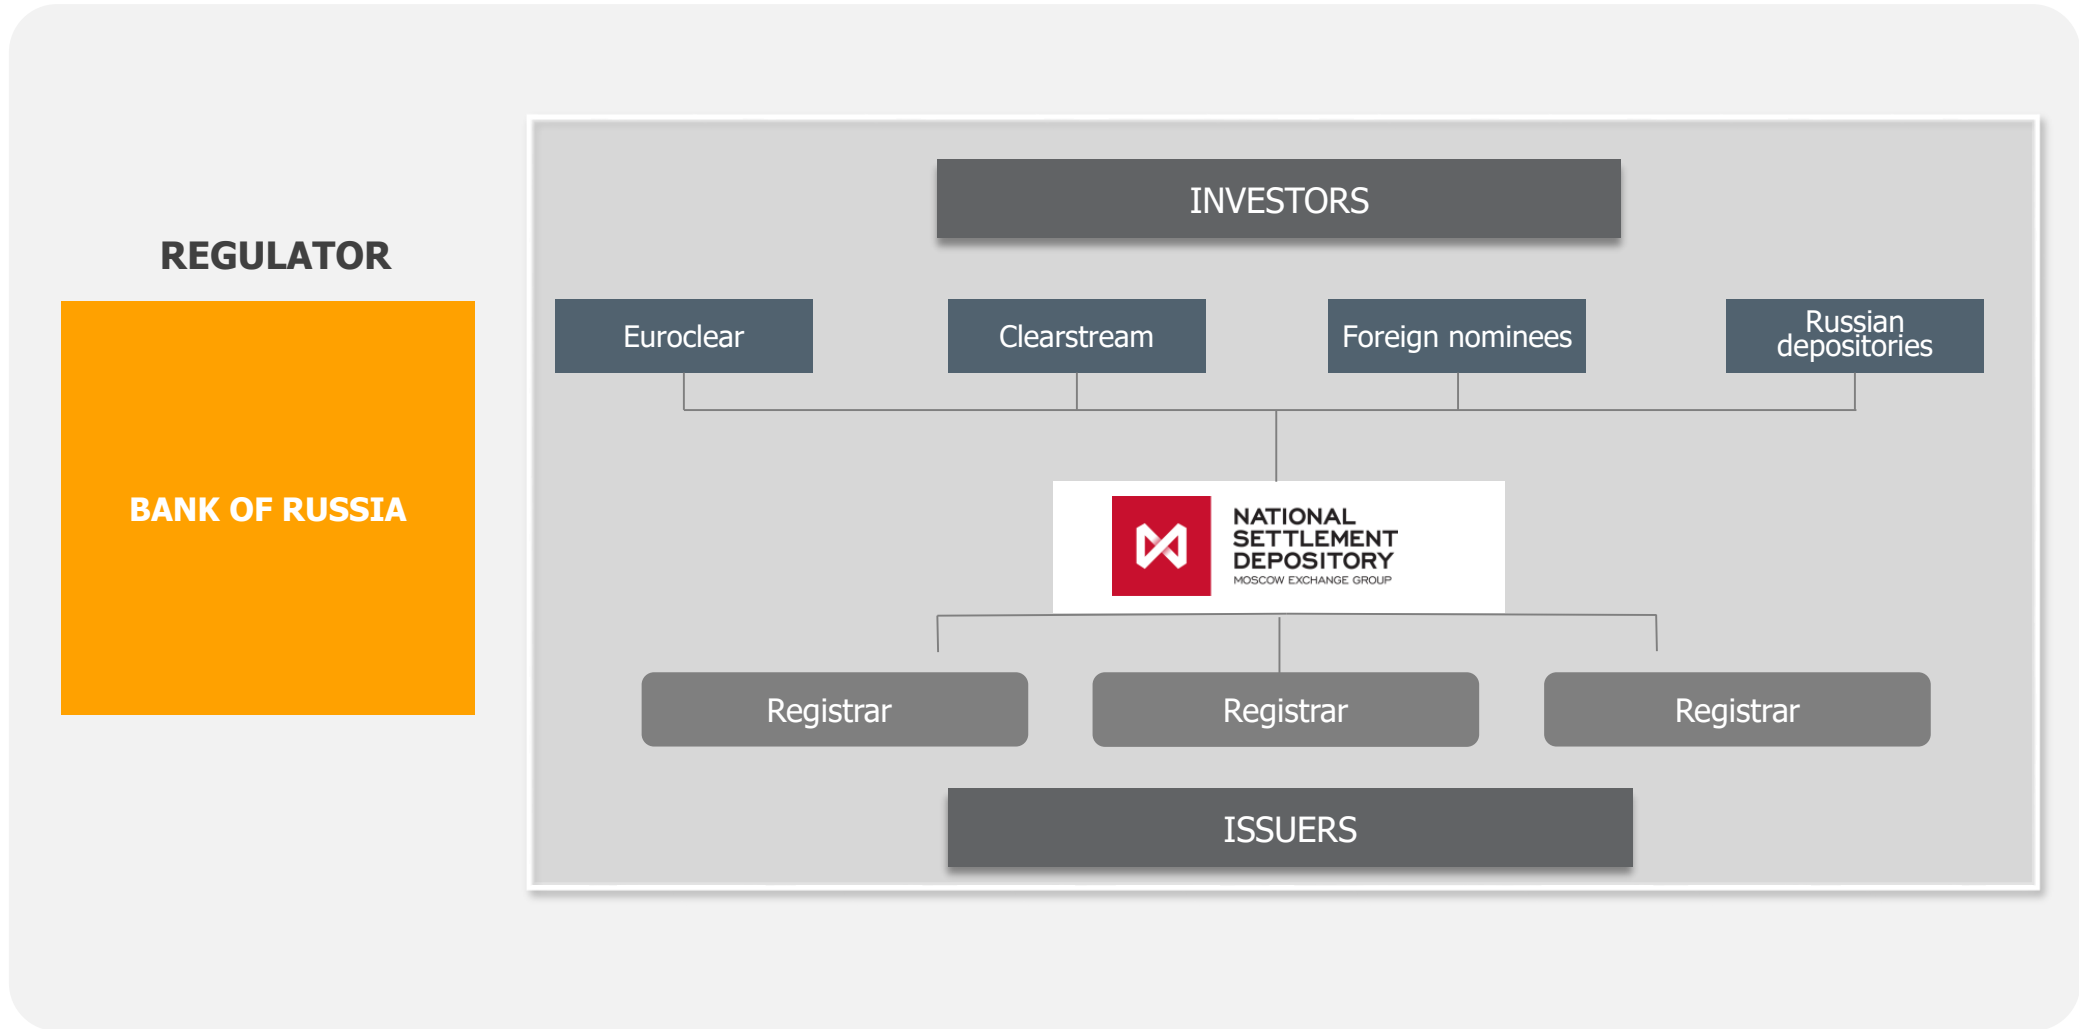 REGULATOR
BANK OF RUSSIA
INVESTORS
Euroclear
Clearstream
Foreign nominees
Russian
depositories
NATIONAL
SETTLEMENT
DEPOSITORY
MOSCOW EXCHANGE GROUP
Registrar
Registrar
Registrar
ISSUERS